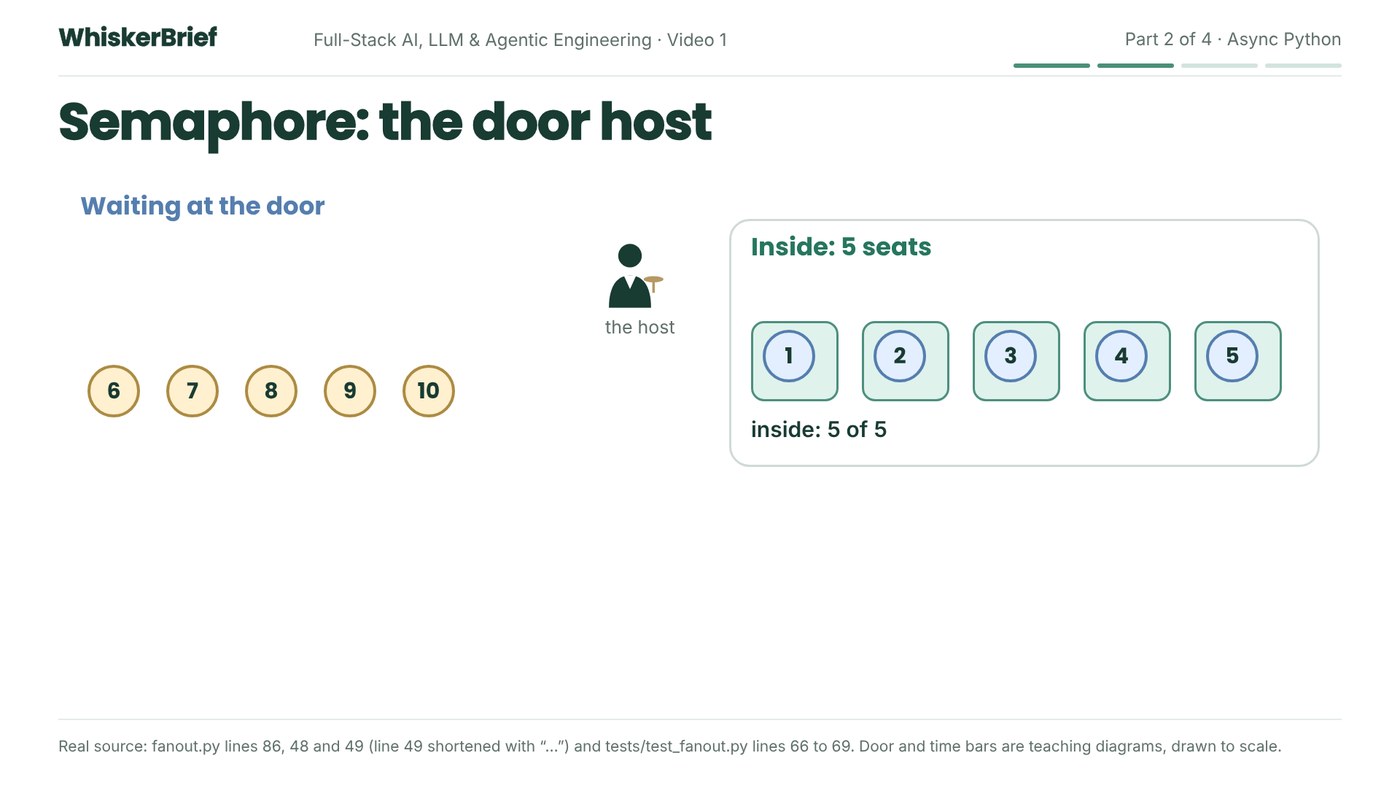 WhiskerBrief
Full-Stack AI, LLM & Agentic Engineering · Video 1
Part 2 of 4 · Async Python
Semaphore: the door host
Waiting at the door
6 7 8 9 10
the host
Inside: 5 seats
1 2 3 4 5
inside: 5 of 5
Real source: fanout.py lines 86, 48 and 49 (line 49 shortened with “…”) and tests/test_fanout.py lines 66 to 69. Door and time bars are teaching diagrams, drawn to scale.